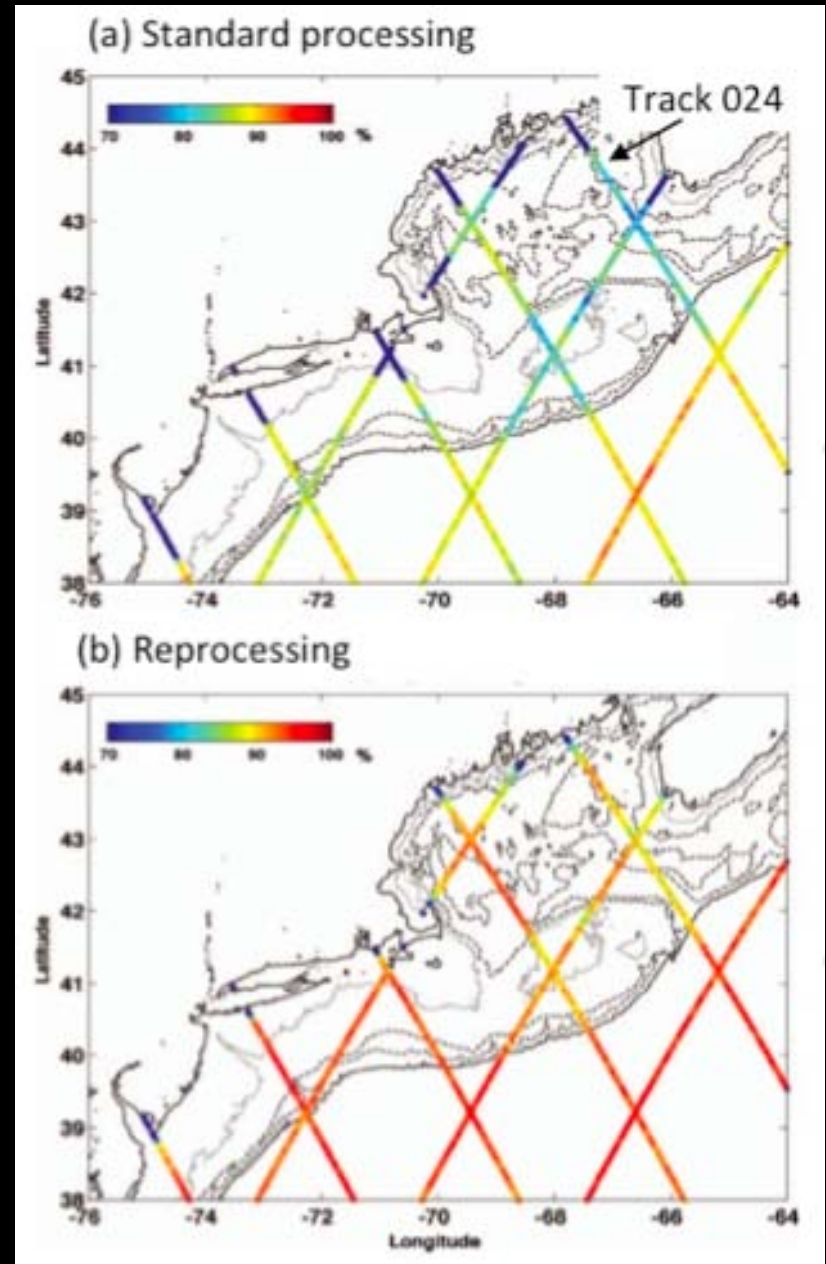 (a) Standard processing
45
Track 024
70 80 90 100 %
44
43
42
Latitude
41
40
39
38
-76 -74 -72 -70 -68 -66 -64
(b) Reprocessing
45
70 80 90 100 %
44
43
42
Latitude
41
40
39
38
-76 -74 -72 -70 -68 -66 -64
Longitude